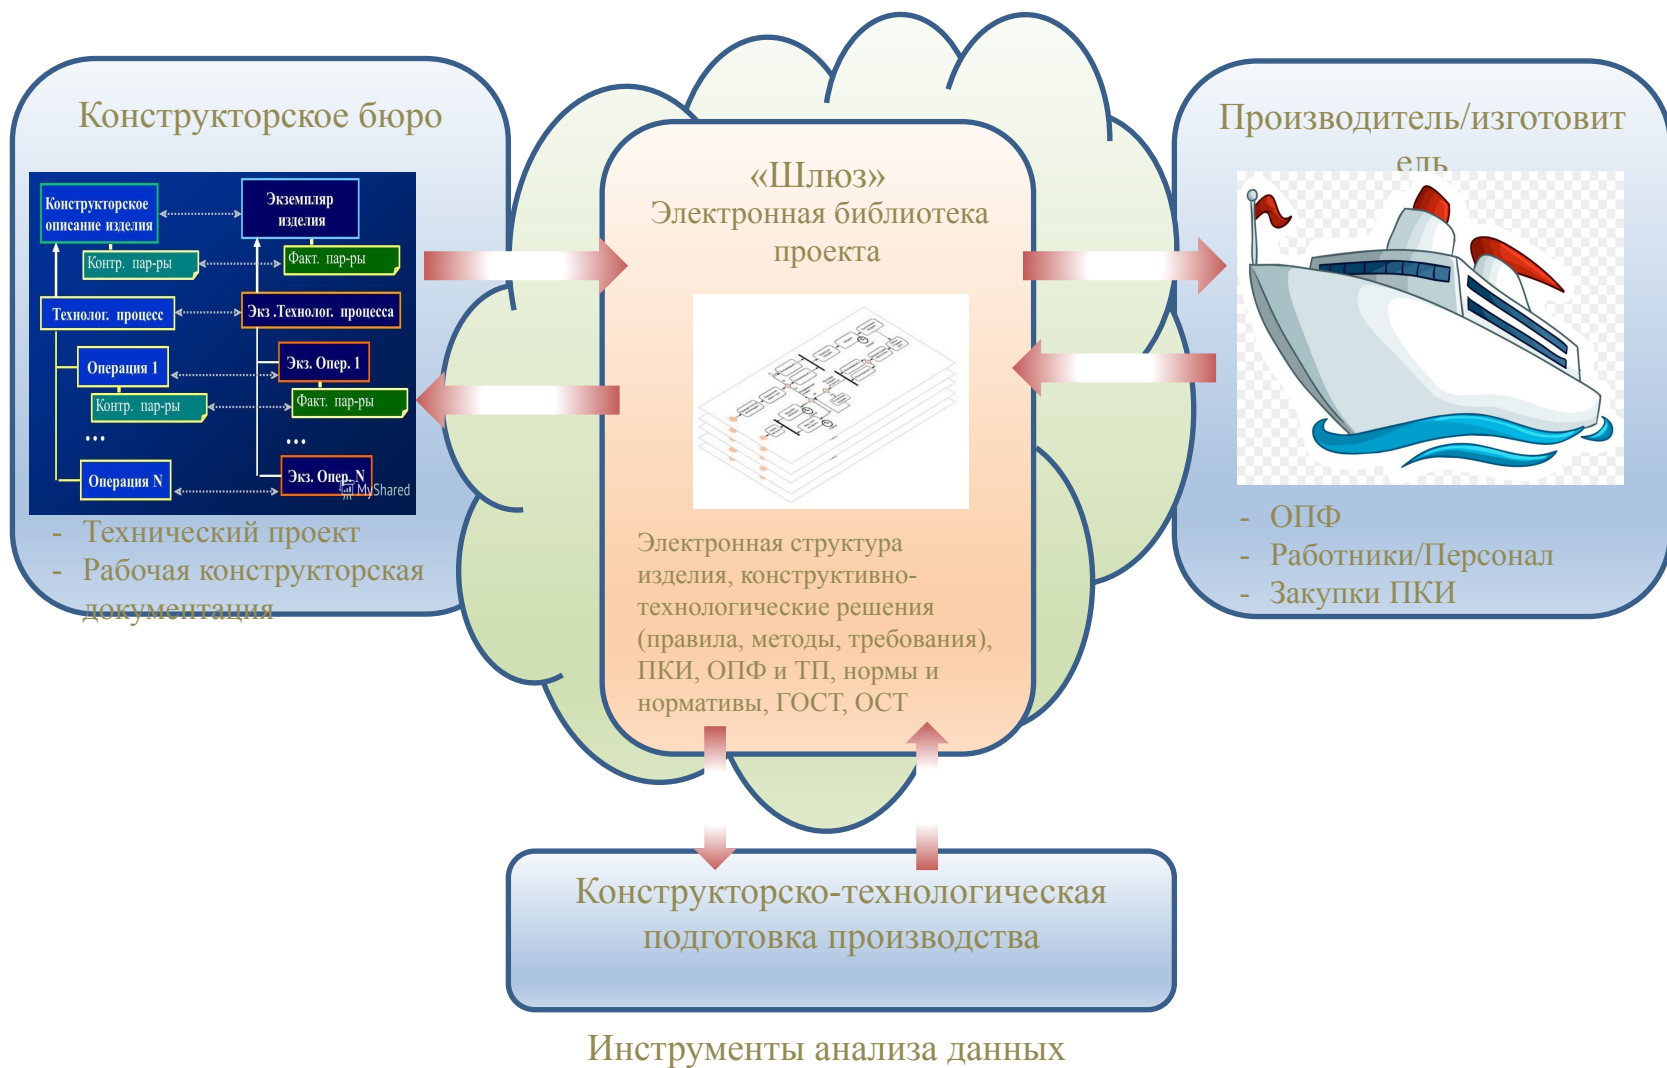 Конструкторское бюро
Конструкторское
описание изделия
Экземпляр
изделия
Контр. пар-ры
Факт. пар-ры
Технолог. процесс
Экз .Технолог. процесса
Операция 1
Экз. Опер. 1
Контр. пар-ры
Факт. пар-ры
...
...
Операция N
Экз. Опер. N
MyShared
- Технический проект
- Рабочая конструкторская
документация
«Шлюз»
Электронная библиотека
проекта
Электронная структура
изделия, конструктивно-
технологические решения
(правила, методы, требования),
ПКИ, ОПФ и ТП, нормы и
нормативы, ГОСТ, ОСТ
Производитель/изготовит
ель
- ОПФ
- Работники/Персонал
- Закупки ПКИ
Конструкторско-технологическая
подготовка производства
Инструменты анализа данных